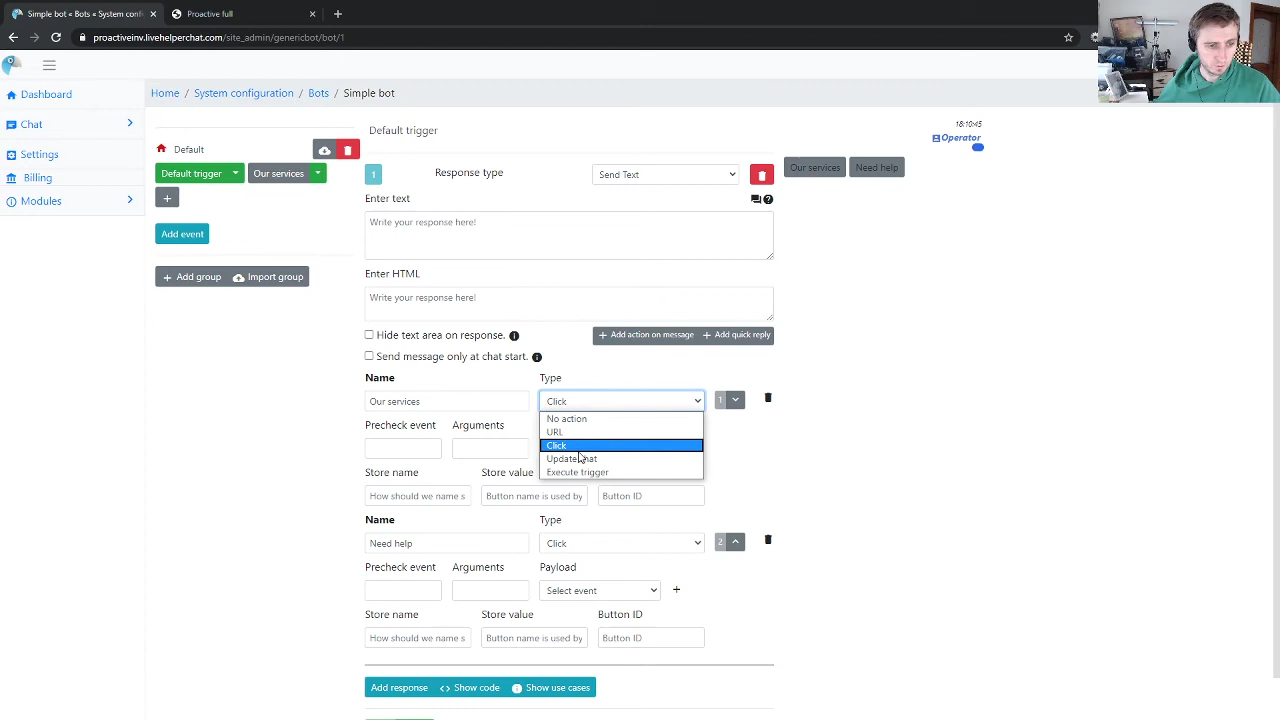 Simple bot « Bots « System confi
Proactive full
proactiveinv.livehelperchat.com/site_admin/genericbot/bot/1
Dashboard
Chat
Settings
Billing
Modules
Home / System configuration / Bots / Simple bot
Default
Default trigger
Our services
Add event
Add group
Import group
Default trigger
1
Response type
Send Text
Enter text
Write your response here!
Enter HTML
Write your response here!
Hide text area on response.
Add action on message
Add quick reply
Send message only at chat start.
Name
Type
Our services
Click
1
No action
URL
Click
Update chat
Execute trigger
Precheck event
Arguments
Store name
Store value
How should we name s
Button name is used by
Button ID
Name
Type
Need help
Click
2
Precheck event
Arguments
Payload
Select event
Store name
Store value
Button ID
How should we name s
Button name is used by
Button ID
Add response
Show code
Show use cases
18:10:45
Operator
Our services
Need help